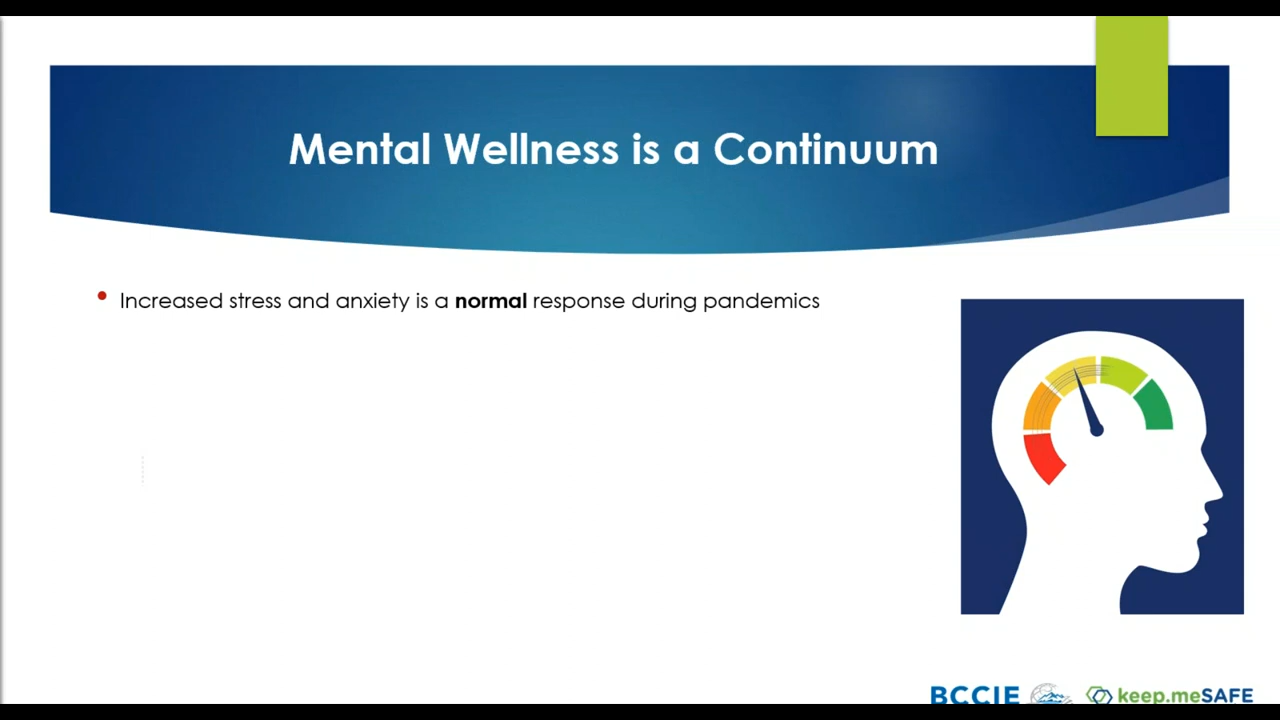 Mental Wellness is a Continuum
• Increased stress and anxiety is a normal response during pandemics
BCCIE keep.meSAFE